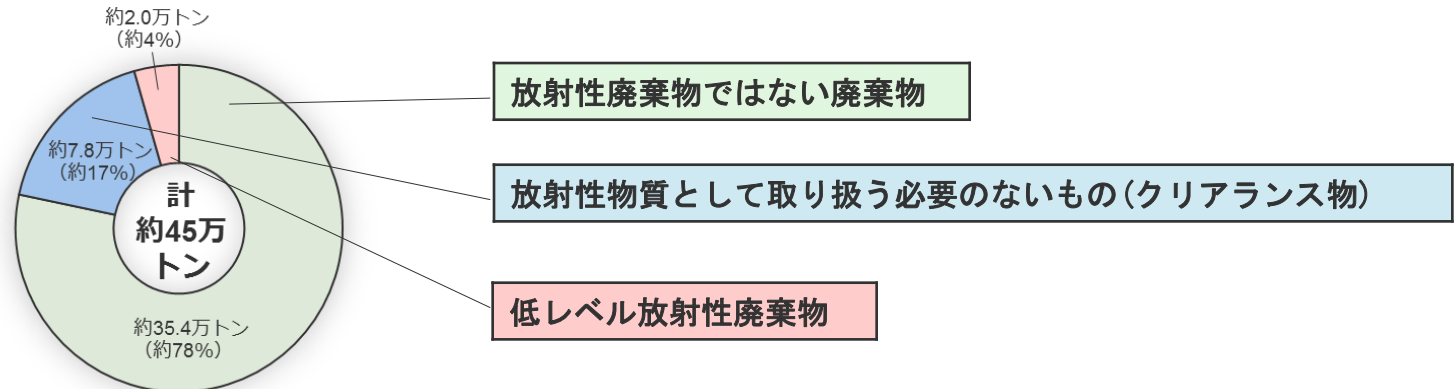 約2.0万トン
（約4%）
放射性廃棄物ではない廃棄物
約7.8万トン
（約17%）
放射性物質として取り扱う必要のないもの(クリアランス物)
計
約45万
トン
低レベル放射性廃棄物
約35.4万トン
（約78%）